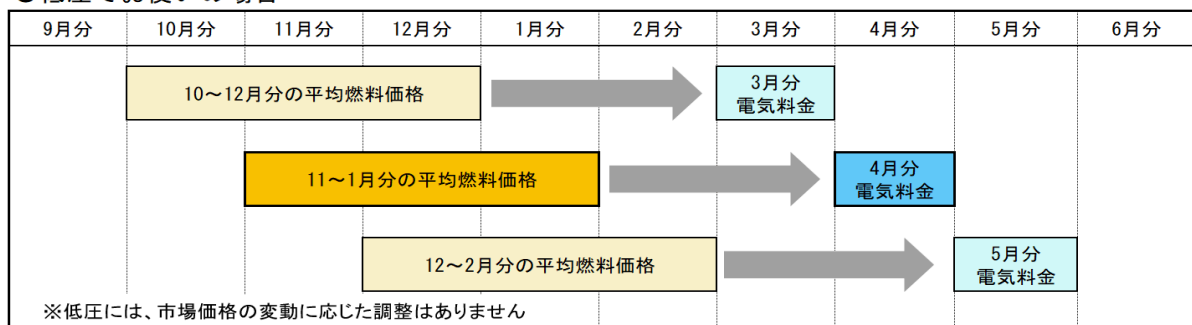 9月分 10月分 11月分 12月分 1月分 2月分 3月分 4月分 5月分 6月分
10～12月分の平均燃料価格
3月分
電気料金
11～1月分の平均燃料価格
4月分
電気料金
12～2月分の平均燃料価格
5月分
電気料金
※低圧には、市場価格の変動に応じた調整はありません